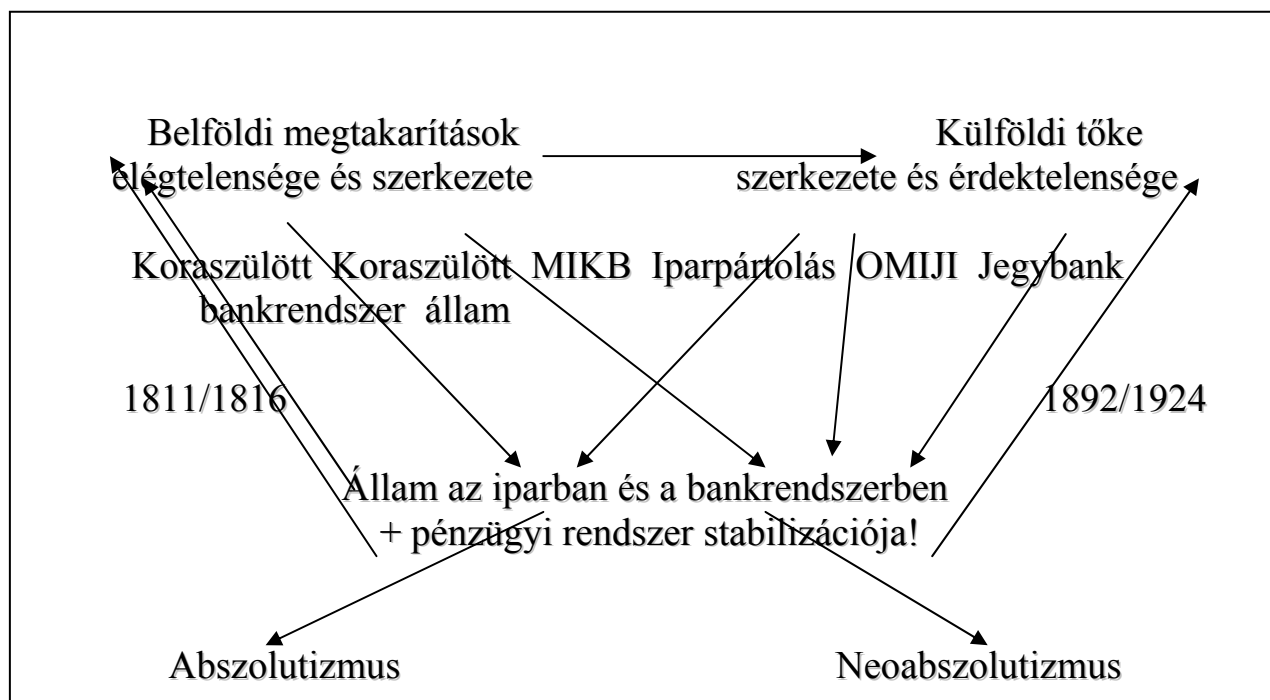 Belföldi megtakarítások
elégtelensége és szerkezete
Külföldi tőke
szerkezete és érdektelensége
Koraszülött Koraszülött MIKB Iparpártolás OMIJI Jegybank
bankrendszer állam
1811/1816
1892/1924
Állam az iparban és a bankrendszerben
+ pénzügyi rendszer stabilizációja!
Abszolutizmus
Neoabszolutizmus